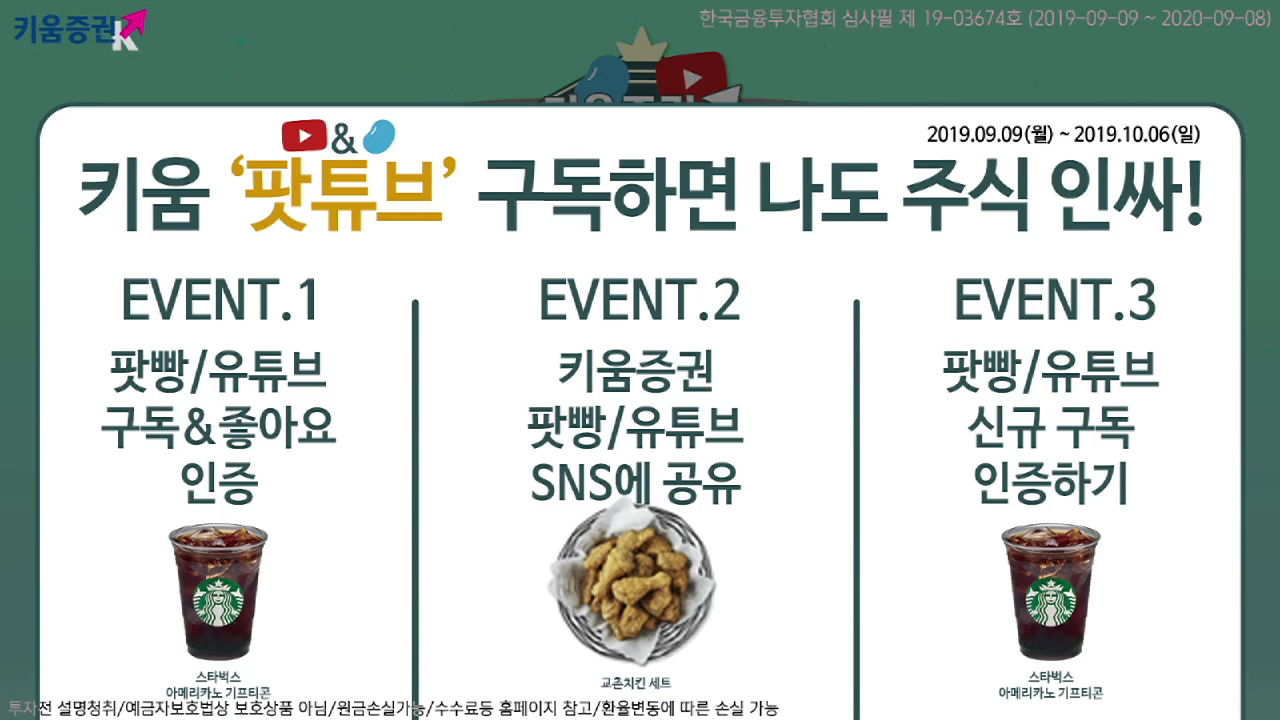 키움증권
한국금융투자협회 심사필 제 19-03674호 (2019-09-09 ~ 2020-09-08)
&
2019.09.09(월) ~ 2019.10.06(일)
키움 '팟튜브' 구독하면 나도 주식 인싸!
EVENT.1
팟빵/유튜브
구독&좋아요
인증
스타벅스
아메리카노 기프티콘
EVENT.2
키움증권
팟빵/유튜브
SNS에 공유
교촌치킨 세트
EVENT.3
팟빵/유튜브
신규 구독
인증하기
스타벅스
아메리카노 기프티콘
투자전 설명청취/예금자보호법상 보호상품 아님/원금손실가능/수수료등 홈페이지 참고/환율변동에 따른 손실 가능